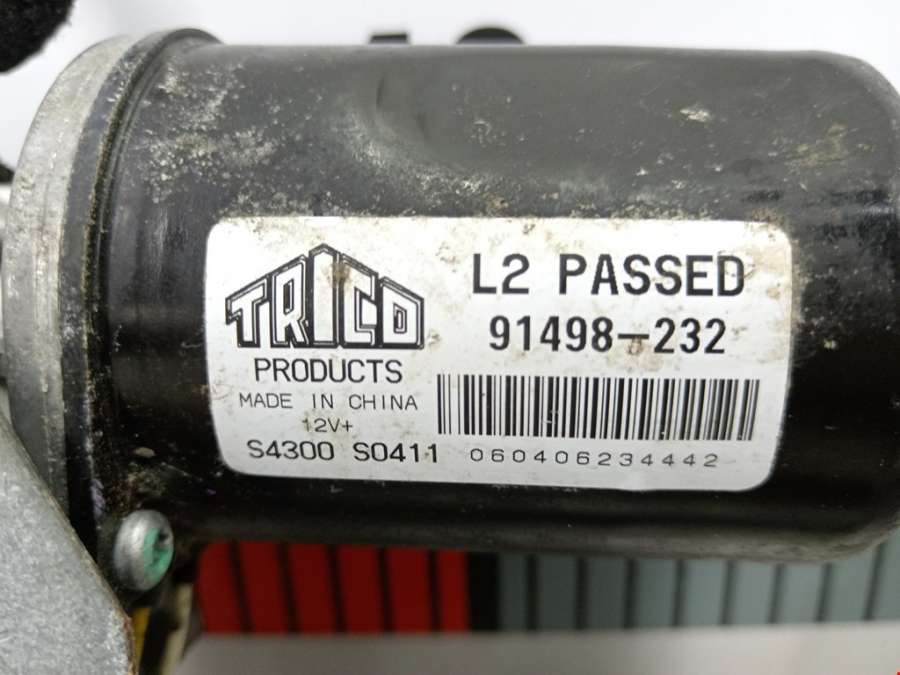 TRICO
PRODUCTS
MADE IN CHINA
12V+
S4300 S0411
L2 PASSED
91498-232
060406234442